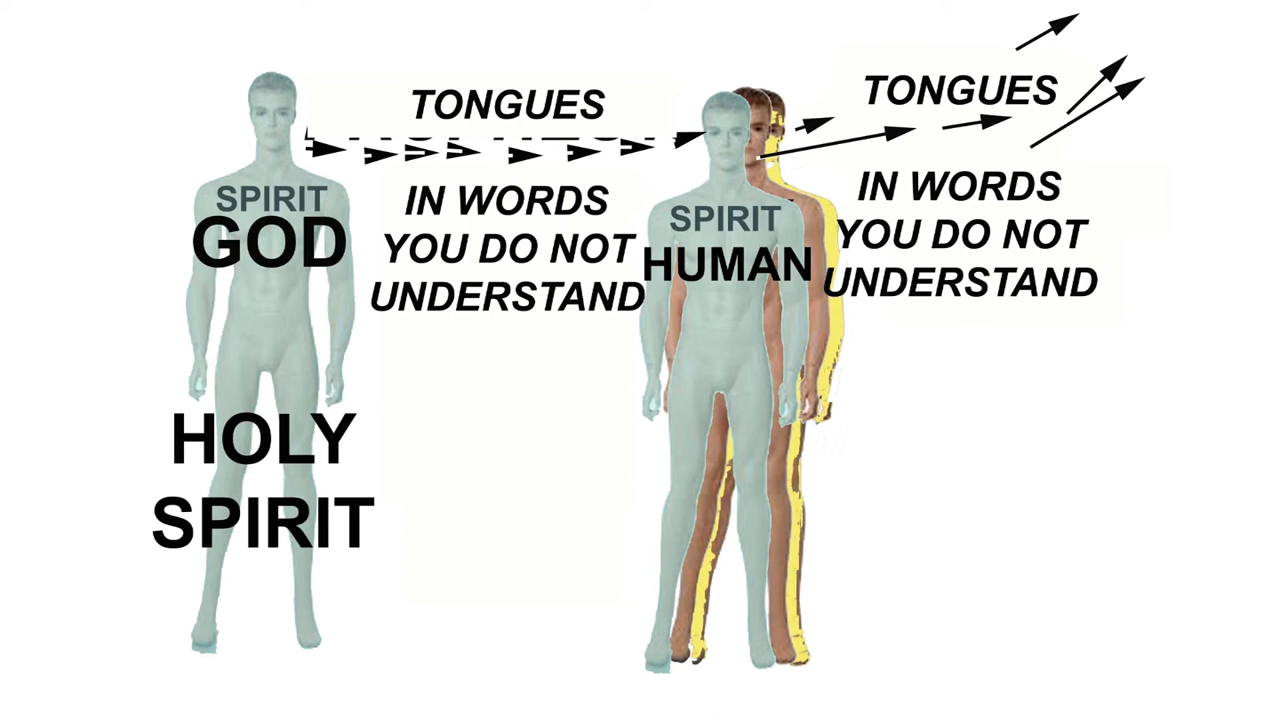 SPIRIT
GOD
HOLY
SPIRIT
TONGUES
IN WORDS
YOU DO NOT
UNDERSTAND
SPIRIT
HUMAN
TONGUES
IN WORDS
YOU DO NOT
UNDERSTAND